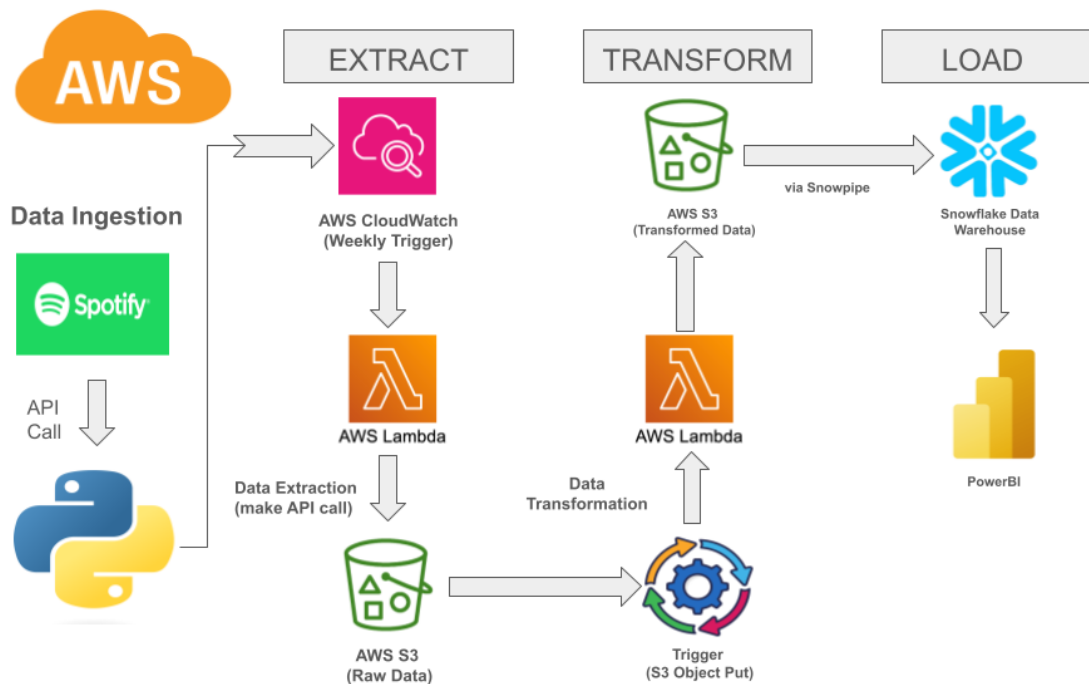 AWS
EXTRACT
TRANSFORM
LOAD
AWS CloudWatch
(Weekly Trigger)
AWS S3
(Transformed Data)
via Snowpipe
Snowflake Data
Warehouse
Data Ingestion
Spotify
API
Call
AWS Lambda
AWS Lambda
PowerBI
Data Extraction
(make API call)
Data
Transformation
AWS S3
(Raw Data)
Trigger
(S3 Object Put)